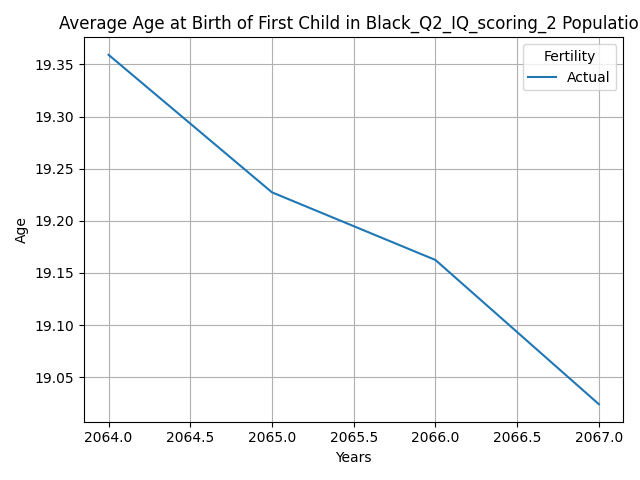 Average Age at Birth of First Child in Black_Q2_IQ_scoring_2 Populatio
Fertility
Actual
19.35
19.30
19.25
19.20
19.15
19.10
19.05
Age
2064.0 2064.5 2065.0 2065.5 2066.0 2066.5 2067.0
Years